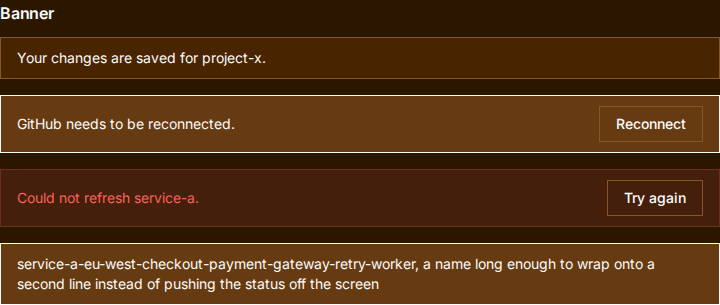 Banner
Your changes are saved for project-x.
GitHub needs to be reconnected.
Reconnect
Could not refresh service-a.
Try again
service-a-eu-west-checkout-payment-gateway-retry-worker, a name long enough to wrap onto a
second line instead of pushing the status off the screen